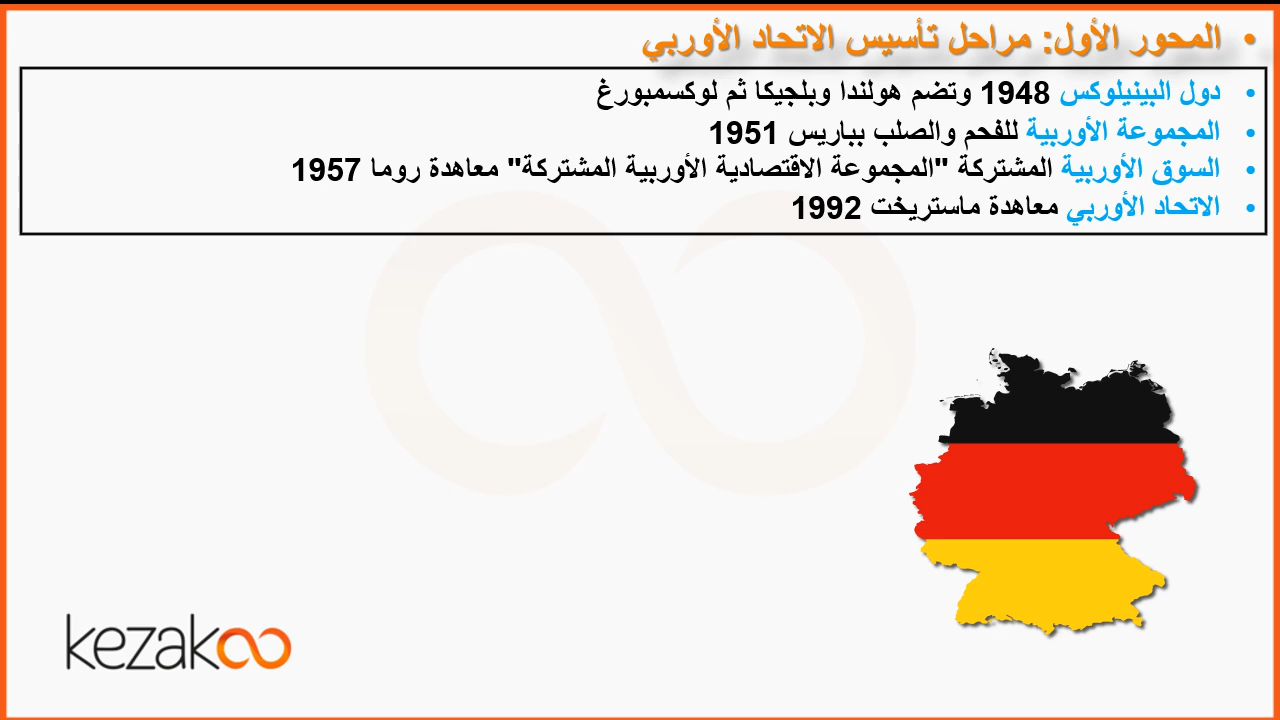 • المحور الأول: مراحل تأسيس الاتحاد الأوربي
• دول البينيلوكس 1948 وتضم هولندا وبلجيكا ثم لوكسمبورغ
• المجموعة الأوربية للفحم والصلب بباريس 1951
• السوق الأوربية المشتركة "المجموعة الاقتصادية الأوربية المشتركة" معاهدة روما 1957
• الاتحاد الأوربي معاهدة ماستريخت 1992
kezakoo